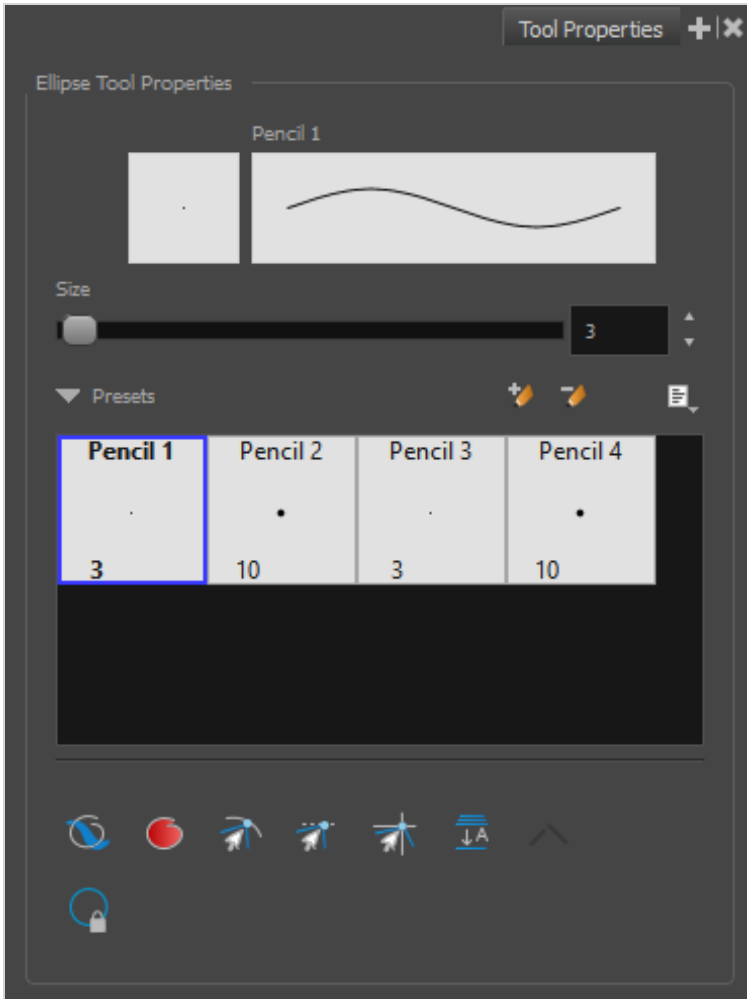 Tool Properties
Ellipse Tool Properties
Pencil 1
Size
3
Presets
Pencil 1 Pencil 2 Pencil 3 Pencil 4
3 10 3 10
A